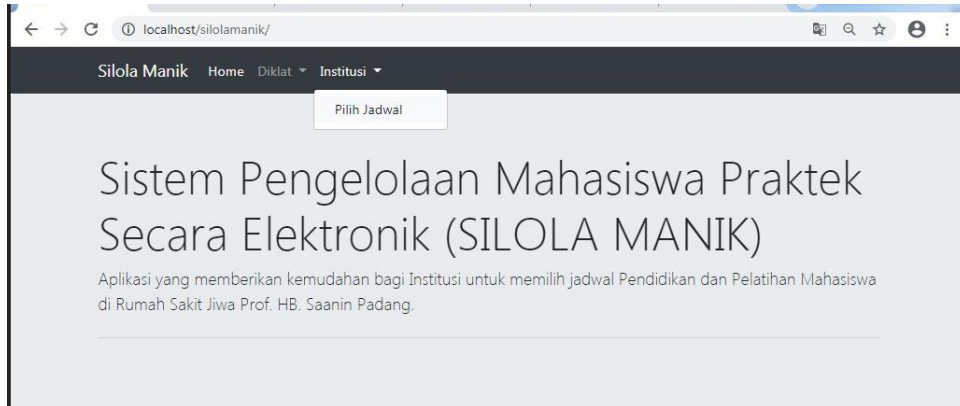 localhost/silolamanik/
Silola Manik Home Diklat Institusi
Pilih Jadwal
Sistem Pengelolaan Mahasiswa Praktek
Secara Elektronik (SILOLA MANIK)
Aplikasi yang memberikan kemudahan bagi Institusi untuk memilih jadwal Pendidikan dan Pelatihan Mahasiswa
di Rumah Sakit Jiwa Prof. HB. Saanin Padang.